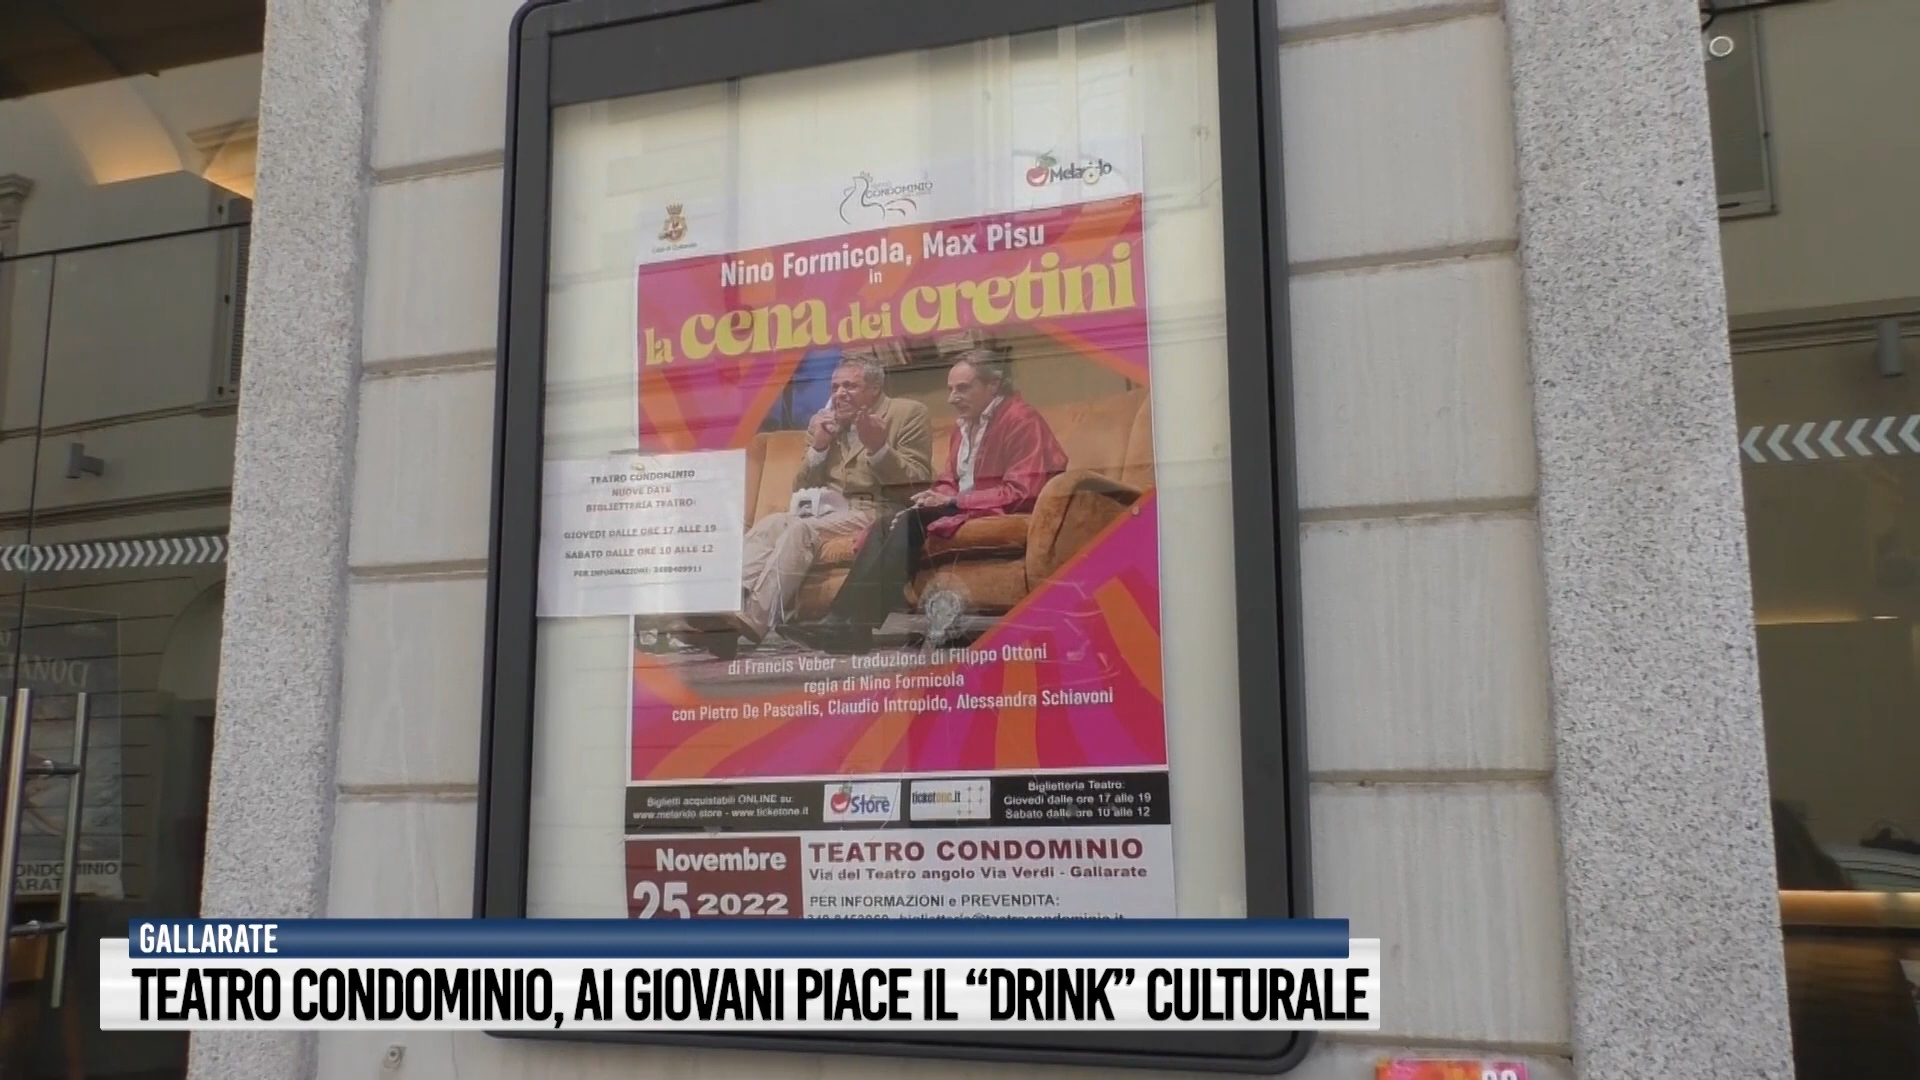 CONDOMINIO
Melarido
Nino Formicola, Max Pisu
in
la cena dei cretini
TEATRO CONDOMINIO
NUOVE DATE
BIGLIETTERIA TEATRO:
GIOVEDI DALLE ORE 17 ALLE 19
SABATO DALLE ORE 10 ALLE 12
PER INFORMAZIONI:
di Francis Veber - traduzione di Filippo Ottoni
regia di Nino Formicola
con Pietro De Pascalis, Claudio Intropido, Alessandra Schiavoni
Biglietti acquistabili ONLINE su:
www.melarido.store - www.ticketone.it
Store
ticketone.it
Biglietteria Teatro:
Giovedì dalle ore 17 alle 19
Sabato dalle ore 10 alle 12
Novembre
25 2022
TEATRO CONDOMINIO
Via del Teatro angolo Via Verdi - Gallarate
PER INFORMAZIONI e PREVENDITA:
GALLARATE
TEATRO CONDOMINIO, AI GIOVANI PIACE IL “DRINK” CULTURALE